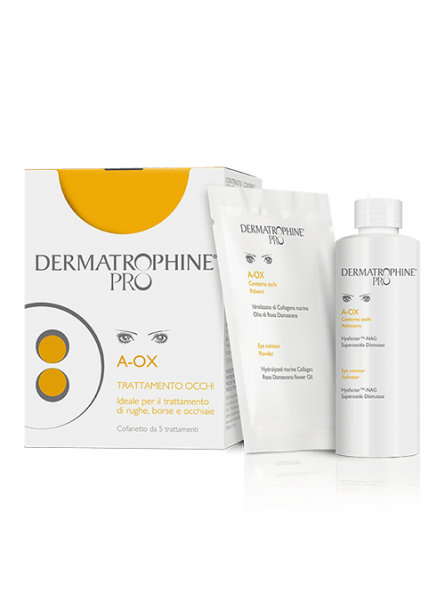 DERMATROPHINE®
PRO
A-OX
TRATTAMENTO OCCHI
Ideale per il trattamento
di rughe, borse e occhiaie
Cofanetto da 5 trattamenti
DERMATROPHINE®
PRO
A-OX
Contorno occhi
Polvere
Idrolizzato di Collagene marino
Olio di Rosa Damascena
Eye contour
Powder
Hydrolyzed marine Collagen
Rosa Damascena flower Oil
DERMATROPHINE®
PRO
A-OX
Contorno occhi
Hyafactor™-NAG
Superossido Dismutasi
Eye contour
Hyafactor™-NAG
Superoxide Dismutase